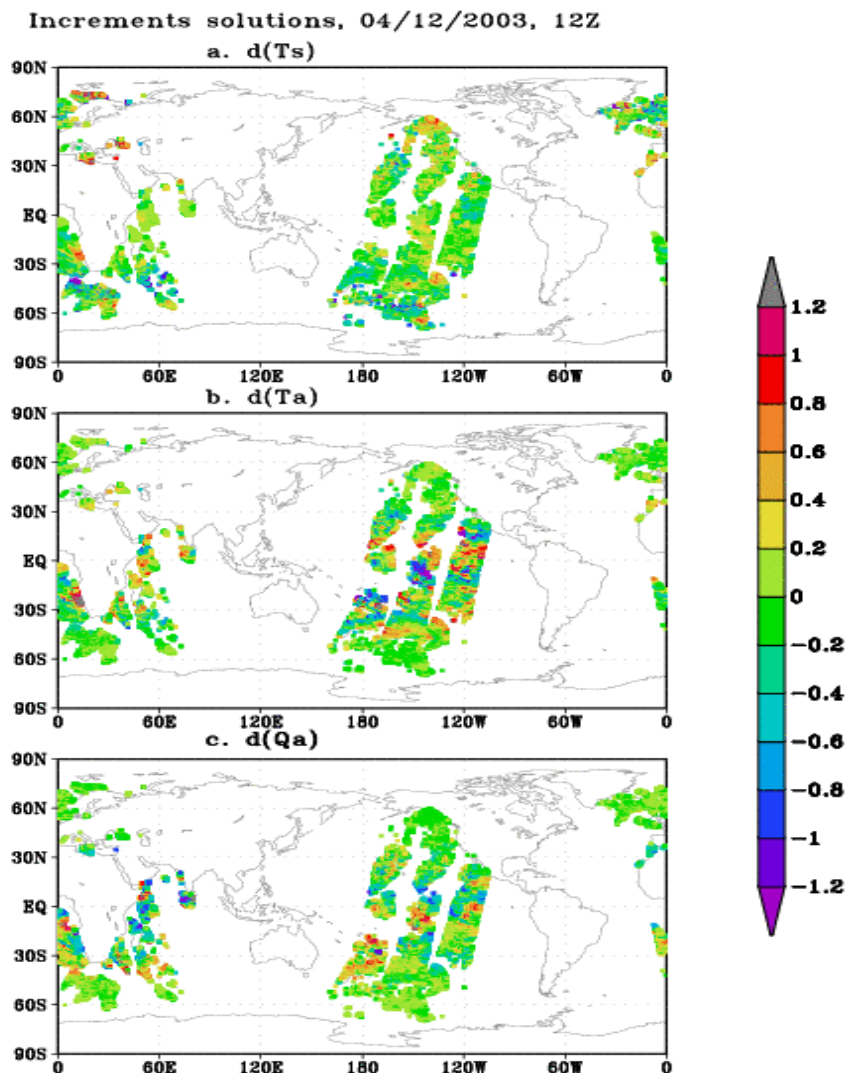 Increments solutions, 04/12/2003, 12Z
a. d(Ts)
90N
60N
30N
EQ
30S
60S
90S
0 60E 120E 180 120W 60W 0
b. d(Ta)
90N
60N
30N
EQ
30S
60S
90S
0 60E 120E 180 120W 60W 0
c. d(Qa)
90N
60N
30N
EQ
30S
60S
90S
0 60E 120E 180 120W 60W 0
1.2
1
0.8
0.6
0.4
0.2
0
-0.2
-0.4
-0.6
-0.8
-1
-1.2